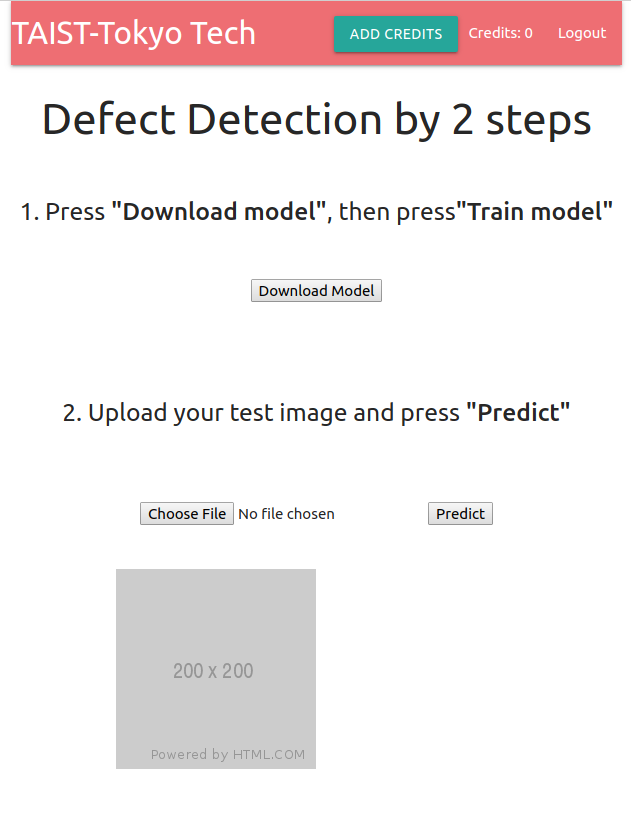 TAIST-Tokyo Tech ADD CREDITS Credits: 0 Logout
Defect Detection by 2 steps
1. Press "Download model", then press"Train model"
Download Model
2. Upload your test image and press "Predict"
Choose File No file chosen Predict
200 x 200
Powered by HTML.COM